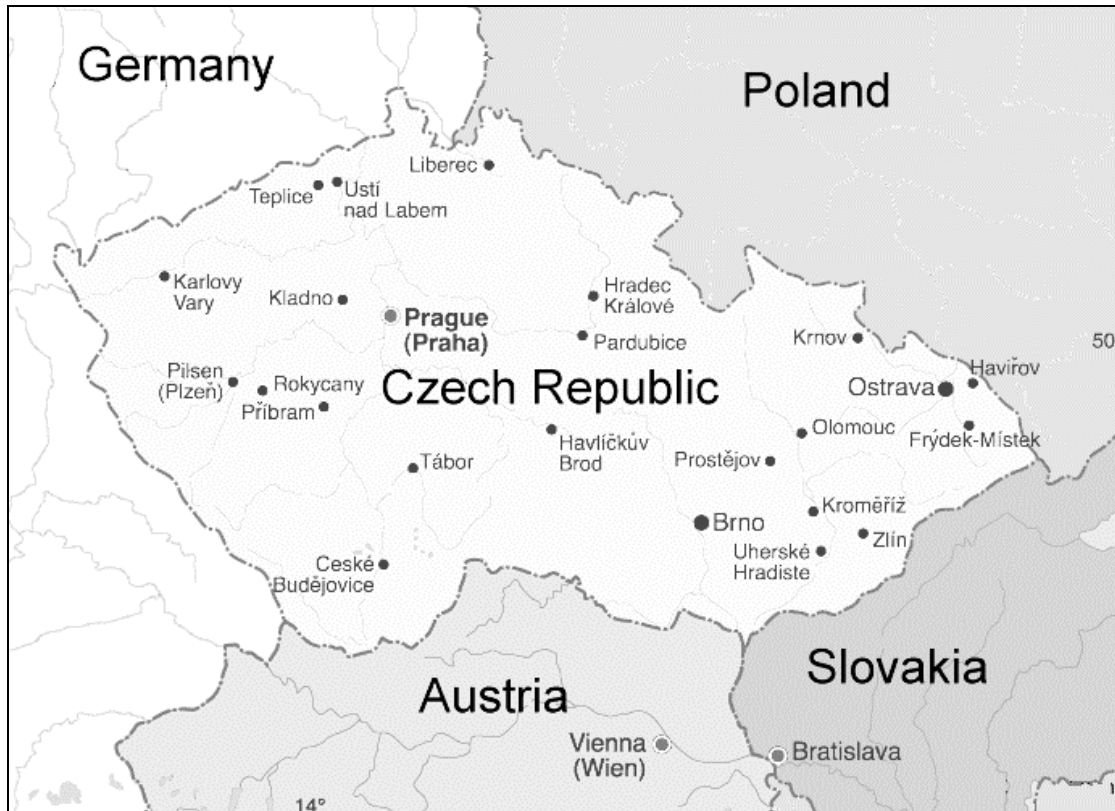 Germany
Poland
Liberec
Teplice
Ustí
nad Labem
Karlovy
Vary
Kladno
Hradec
Králové
Prague
(Praha)
Pardubice
Krnov
50
Pilsen
(Plzeň)
Rokycany
Příbram
Czech Republic
Havířov
Ostrava
Olomouc
Frýdek-Místek
Havlíčkův
Brod
Tábor
Prostějov
Kroměříž
Brno
Zlín
Uherské
Hradiste
Ceské
Budějovice
Slovakia
Austria
Vienna
(Wien)
Bratislava
14°